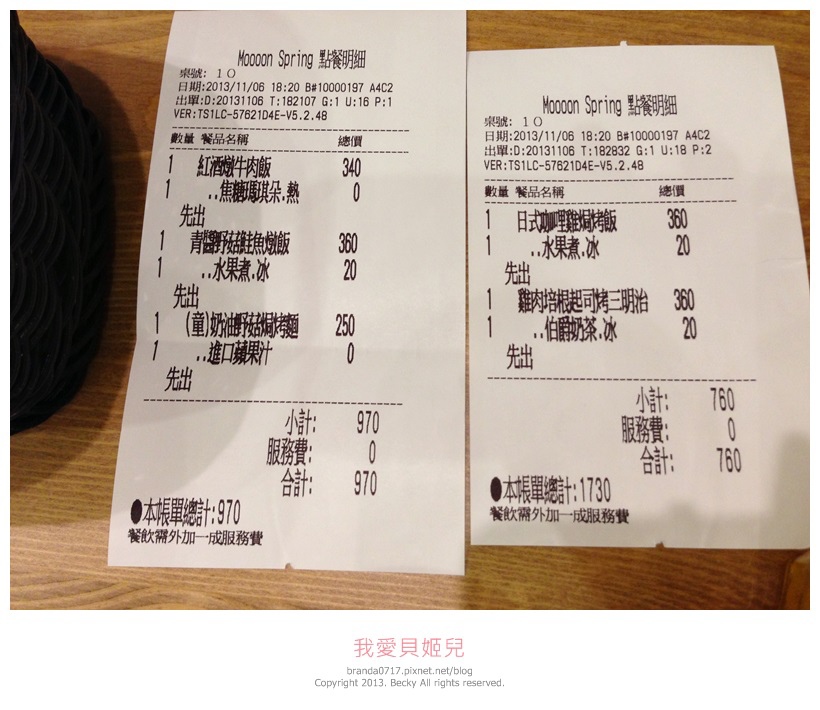 Moooon Spring 點餐明細
桌號: 10
日期:2013/11/06 18:20 B#10000197 A4C2
出單:D:20131106 T:182107 G:1 U:16 P:1
VER:TS1LC-57621D4E-V5.2.48
數量 餐品名稱 總價
1 紅酒燉牛肉飯 340
1 ..焦糖瑪琪朵.熱 0
先出
1 青醬野菇鮭魚燉飯 360
1 ..水果煮.冰 20
先出
1 (童)奶油野菇焗烤麵 250
1 ..進口蘋果汁 0
先出
小計: 970
服務費: 0
合計: 970
●本帳單總計:970
餐飲需外加一成服務費
Moooon Spring 點餐明細
桌號: 10
日期:2013/11/06 18:20 B#10000197 A4C2
出單:D:20131106 T:182832 G:1 U:18 P:2
VER:TS1LC-57621D4E-V5.2.48
數量 餐品名稱 總價
1 日式咖哩雞焗烤飯 360
1 ..水果煮.冰 20
先出
1 雞肉培根起司烤三明治 360
1 ..伯爵奶茶.冰 20
先出
小計: 760
服務費: 0
合計: 760
●本帳單總計:1730
餐飲需外加一成服務費
我愛貝姬兒
branda0717.pixnet.net/blog
Copyright 2013. Becky All rights reserved.